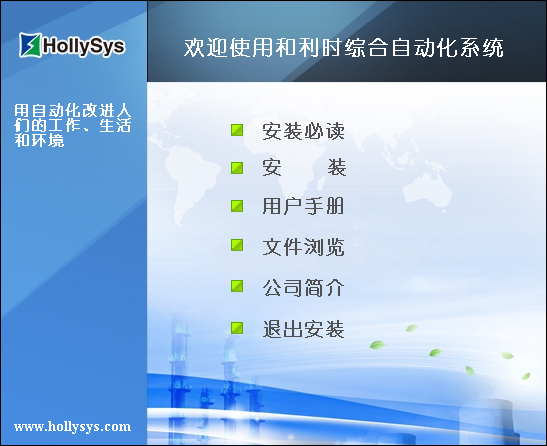 HollySys
欢迎使用和利时综合自动化系统
用自动化改进人
们的工作、生活
和环境
安装必读
安 装
用户手册
文件浏览
公司简介
退出安装
www.hollysys.com